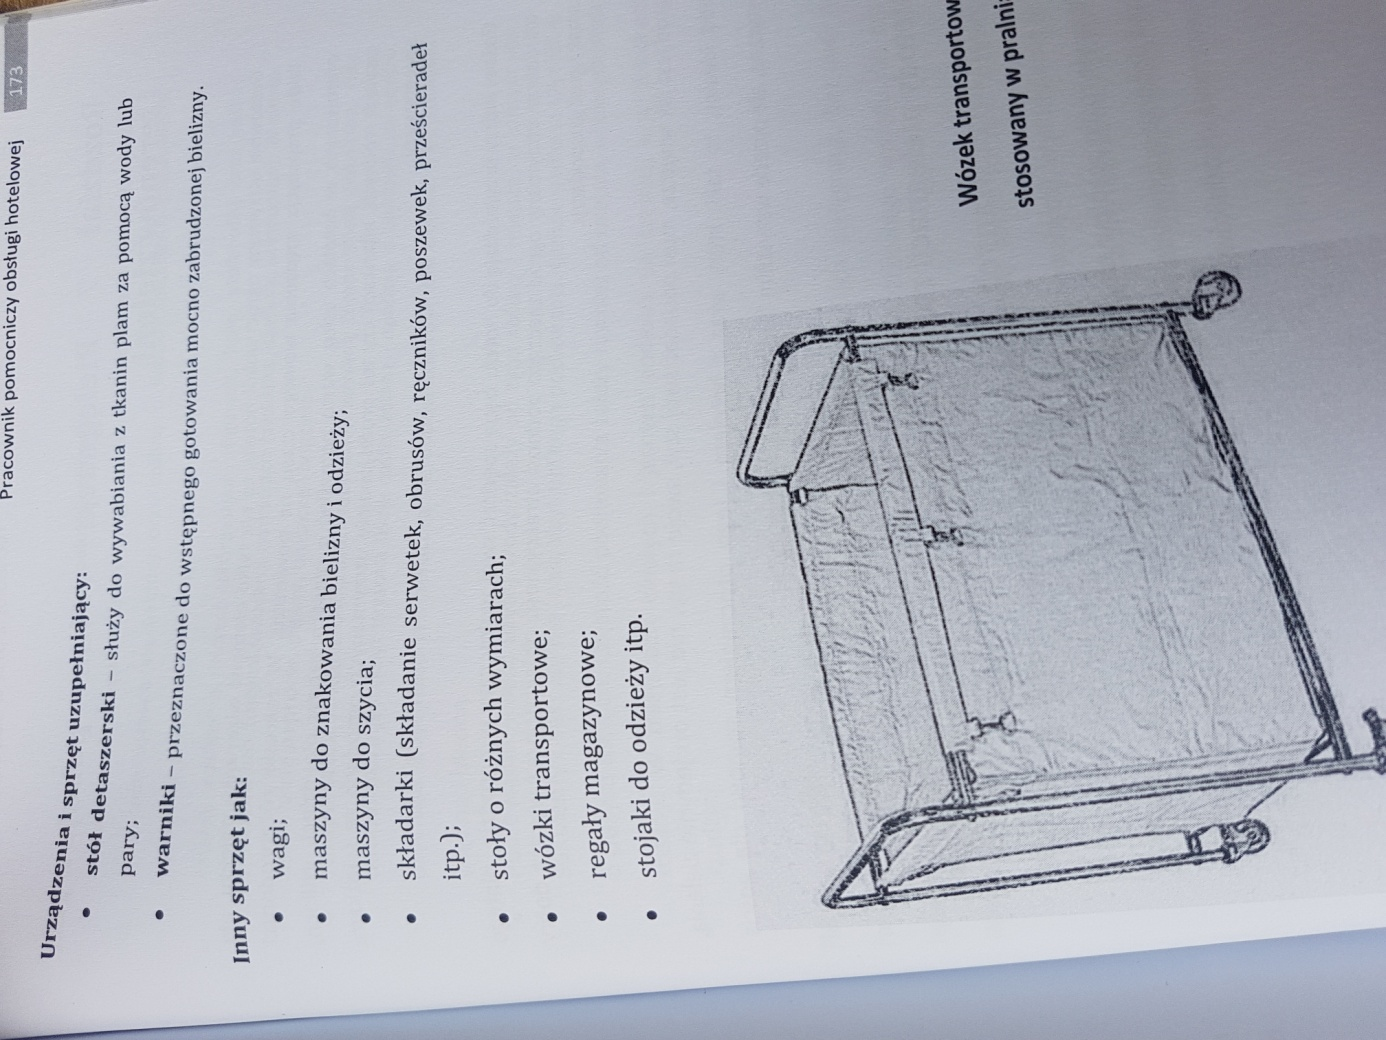 Pracownik pomocniczy obsługi hotelowej 173
Urządzenia i sprzęt uzupełniający:
• stół detaszerski – służy do wywabiania z tkanin plam za pomocą wody lub
pary;
• warniki – przeznaczone do wstępnego gotowania mocno zabrudzonej bielizny.
Inny sprzęt jak:
• wagi;
• maszyny do znakowania bielizny i odzieży;
• maszyny do szycia;
• składarki (składanie serwetek, obrusów, ręczników, poszewek, prześcieradeł
itp.);
• stoły o różnych wymiarach;
• wózki transportowe;
• regały magazynowe;
• stojaki do odzieży itp.
Wózek transportow
stosowany w pralni